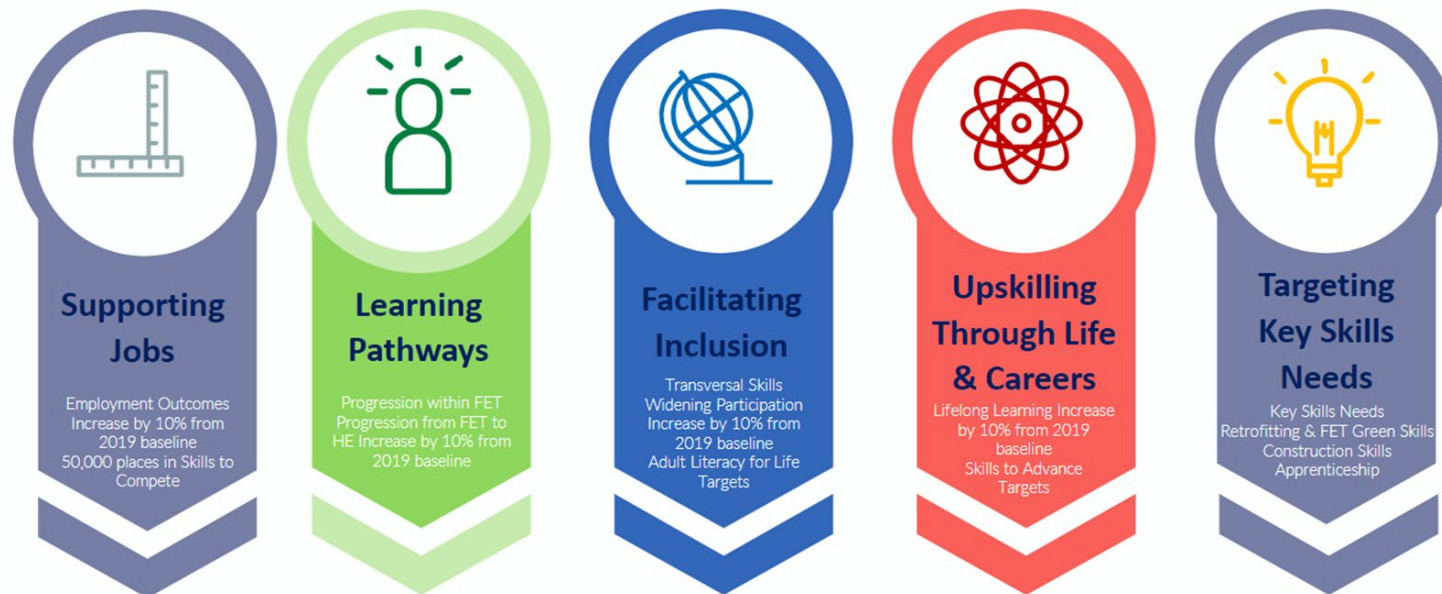 Supporting
Jobs
Employment Outcomes
Increase by 10% from
2019 baseline
50,000 places in Skills to
Compete
Learning
Pathways
Progression within FET
Progression from FET to
HE Increase by 10% from
2019 baseline
Facilitating
Inclusion
Transversal Skills
Widening Participation
Increase by 10% from
2019 baseline
Adult Literacy for Life
Targets
Upskilling
Through Life
& Careers
Lifelong Learning Increase
by 10% from 2019
baseline
Skills to Advance
Targets
Targeting
Key Skills
Needs
Key Skills Needs
Retrofitting & FET Green Skills
Construction Skills
Apprenticeship